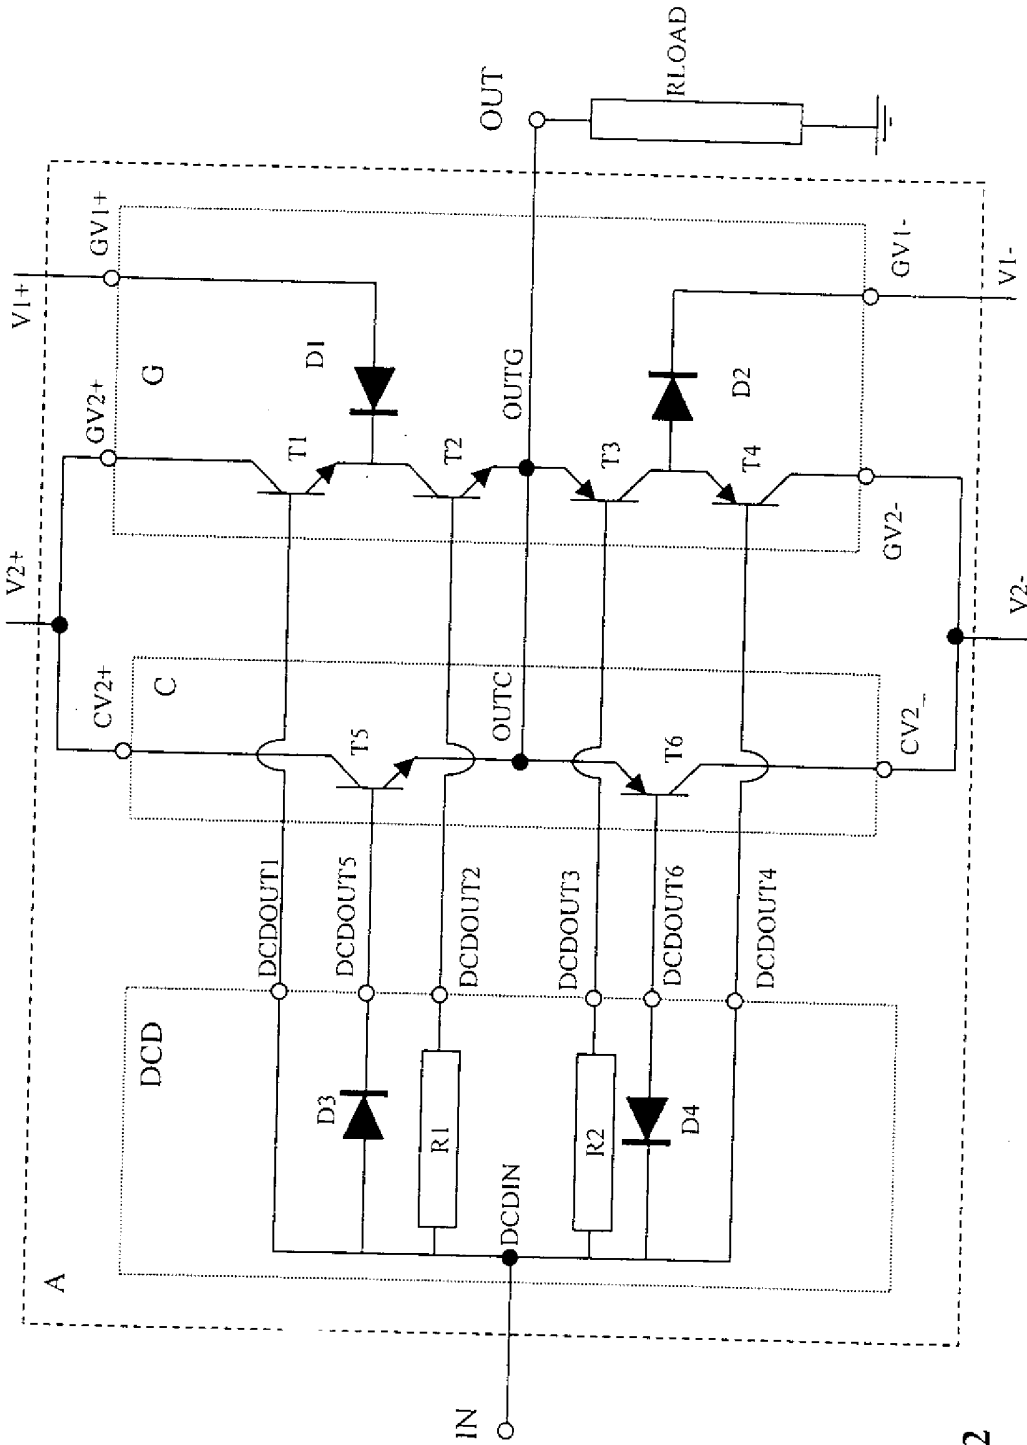 V1+
V2+
GV1+
GV2+
CV2+
G
C
A
DCD
T1
D1
T5
T2
OUTG
OUTC
OUT
RLOAD
DCDOUT1
DCDOUT5
DCDOUT2
DCDOUT3
DCDOUT6
DCDOUT4
D3
R1
R2
D4
DCDIN
IN
T3
T6
T4
D2
GV1-
GV2-
CV2_
V1-
V2-
2